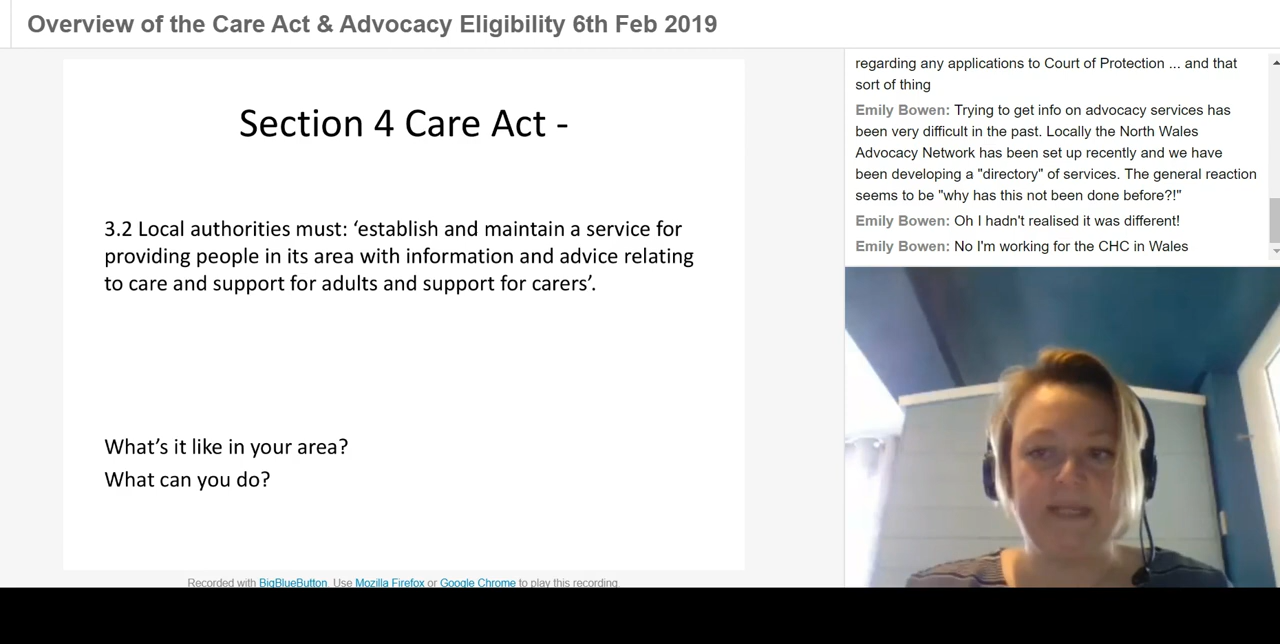 Overview of the Care Act & Advocacy Eligibility 6th Feb 2019
Section 4 Care Act -
3.2 Local authorities must: ‘establish and maintain a service for
providing people in its area with information and advice relating
to care and support for adults and support for carers’.
What’s it like in your area?
What can you do?
Recorded with BigBlueButton. Use Mozilla Firefox or Google Chrome to play this recording.
regarding any applications to Court of Protection ... and that
sort of thing
Emily Bowen: Trying to get info on advocacy services has
been very difficult in the past. Locally the North Wales
Advocacy Network has been set up recently and we have
been developing a "directory" of services. The general reaction
seems to be "why has this not been done before?!"
Emily Bowen: Oh I hadn't realised it was different!
Emily Bowen: No I'm working for the CHC in Wales